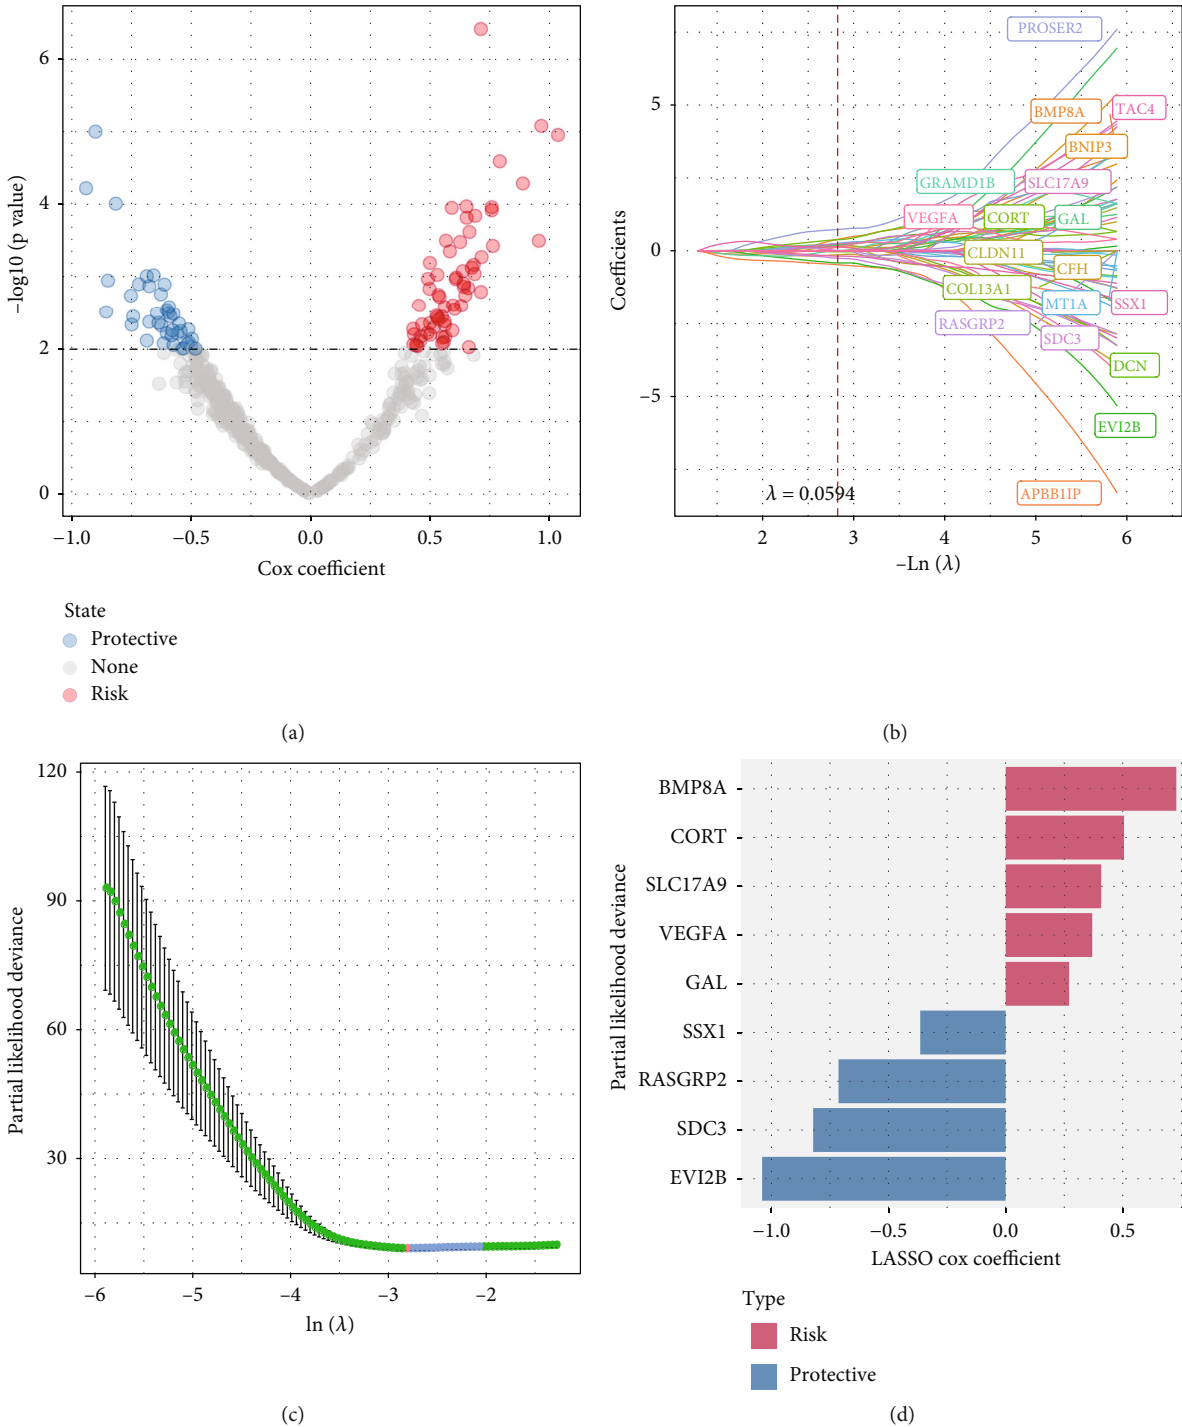 6
4
2
0
−log10 (p value)
−1.0
−0.5
0.0
0.5
1.0
Cox coefficient
State
Protective
None
Risk
(a)
5
0
−5
Coefficients
PROSER2
BMP8A
TAC4
BNIP3
GRAMD1B
SLC17A9
VEGFA
CORT
GAL
CLDN11
CFH
COL13A1
MT1A
SSX1
RASGRP2
SDC3
DCN
EVI2B
APBB1IP
λ = 0.0594
2
3
4
5
6
−Ln (λ)
(b)
120
90
60
30
Partial likelihood deviance
−6
−5
−4
−3
−2
ln (λ)
(c)
Partial likelihood deviance
BMP8A
CORT
SLC17A9
VEGFA
GAL
SSX1
RASGRP2
SDC3
EVI2B
−1.0
−0.5
0.0
0.5
LASSO cox coefficient
Type
Risk
Protective
(d)